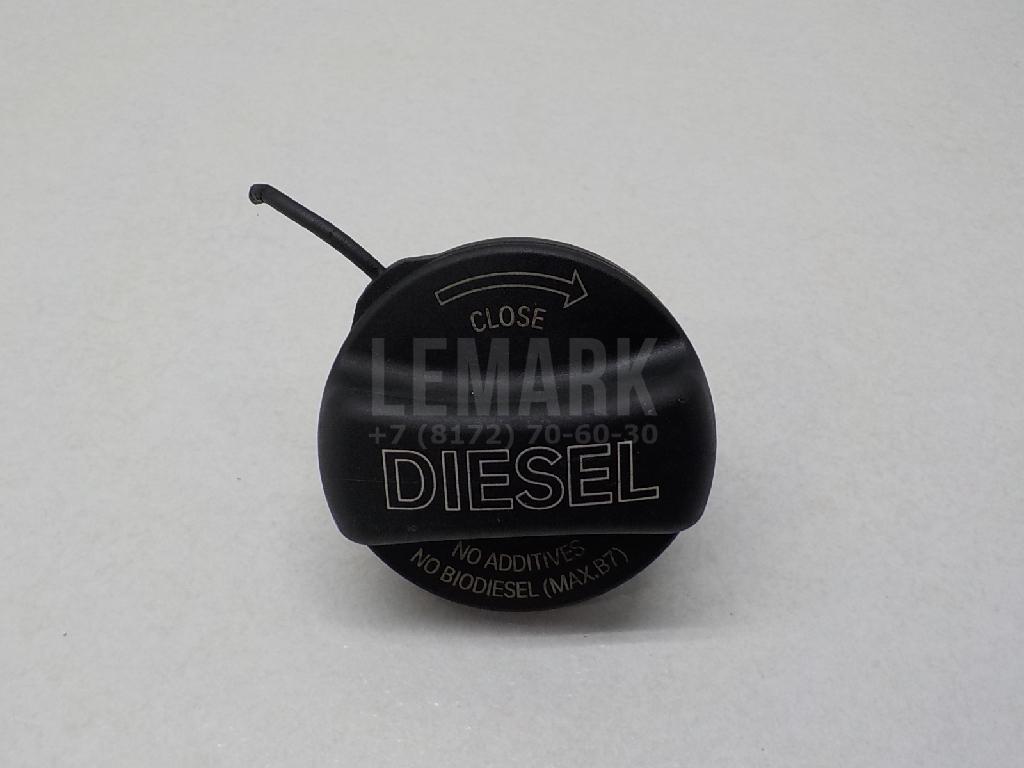 CLOSE
LEMARK
+7 (8172) 70-60-30
DIESEL
NO ADDITIVES
NO BIODIESEL (MAX.B7)